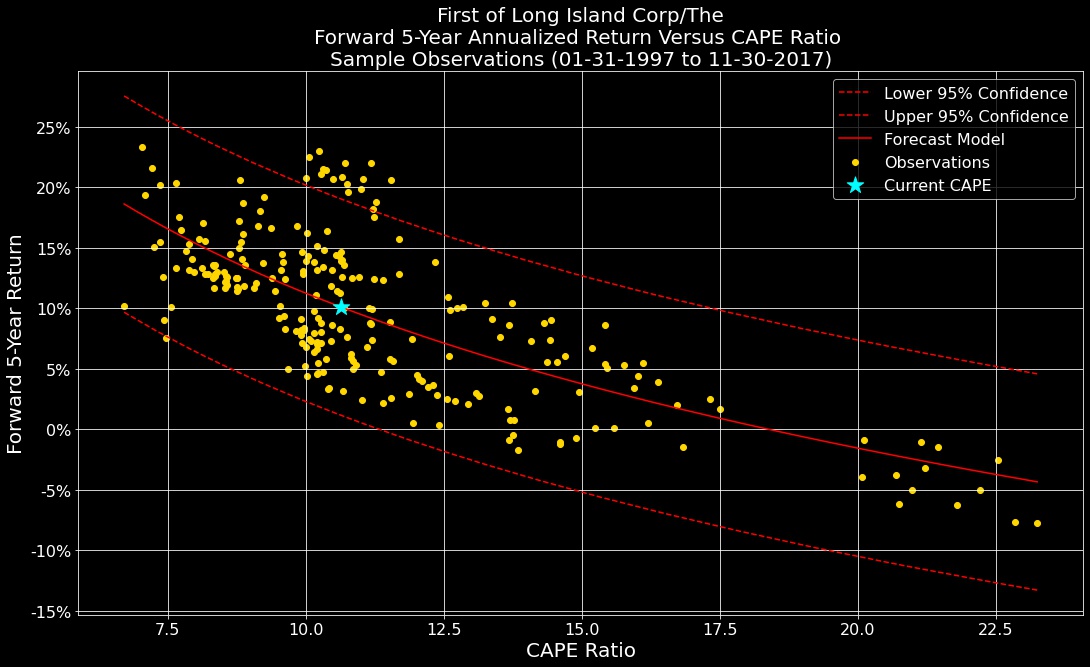 First of Long Island Corp/The
Forward 5-Year Annualized Return Versus CAPE Ratio
Sample Observations (01-31-1997 to 11-30-2017)
Lower 95% Confidence
Upper 95% Confidence
Forecast Model
Observations
Current CAPE
Forward 5-Year Return
25%
20%
15%
10%
5%
0%
-5%
-10%
-15%
7.5 10.0 12.5 15.0 17.5 20.0 22.5
CAPE Ratio